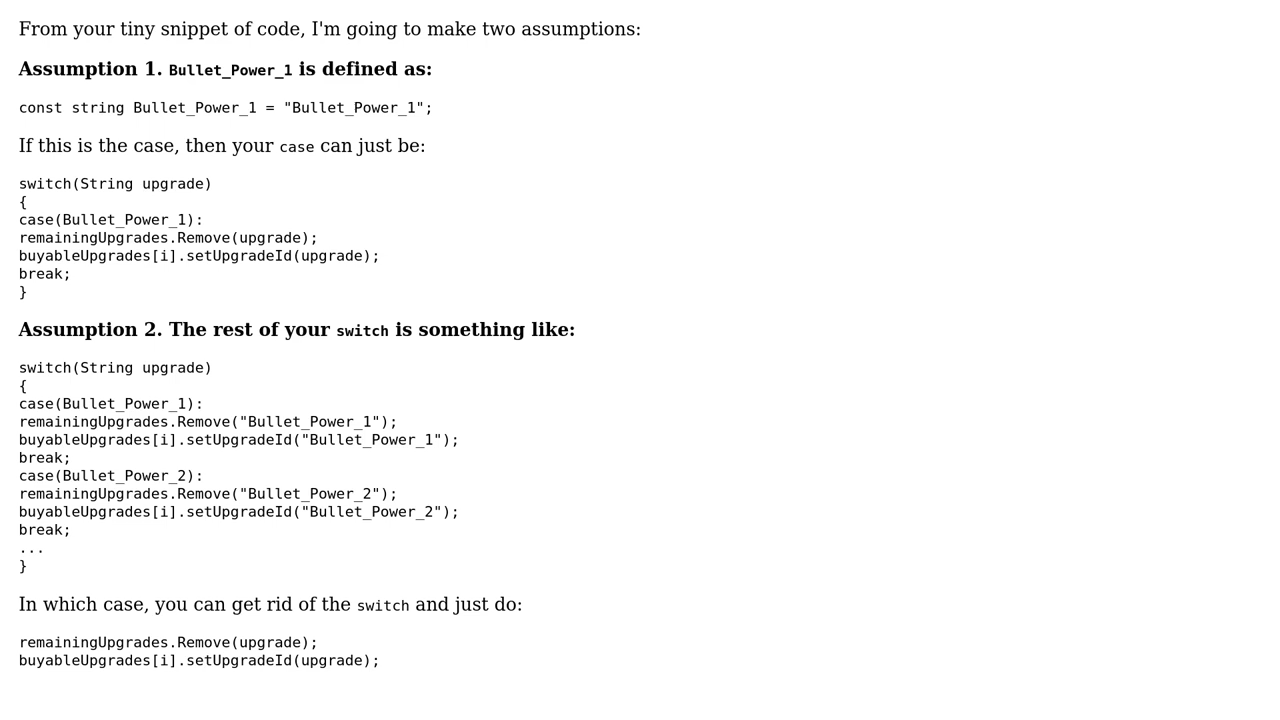 From your tiny snippet of code, I'm going to make two assumptions:
Assumption 1. Bullet_Power_1 is defined as:
const string Bullet_Power_1 = "Bullet_Power_1";
If this is the case, then your case can just be:
switch(String upgrade)
{
case(Bullet_Power_1):
remainingUpgrades.Remove(upgrade);
buyableUpgrades[i].setUpgradeId(upgrade);
break;
}
Assumption 2. The rest of your switch is something like:
switch(String upgrade)
{
case(Bullet_Power_1):
remainingUpgrades.Remove("Bullet_Power_1");
buyableUpgrades[i].setUpgradeId("Bullet_Power_1");
break;
case(Bullet_Power_2):
remainingUpgrades.Remove("Bullet_Power_2");
buyableUpgrades[i].setUpgradeId("Bullet_Power_2");
break;
...
}
In which case, you can get rid of the switch and just do:
remainingUpgrades.Remove(upgrade);
buyableUpgrades[i].setUpgradeId(upgrade);